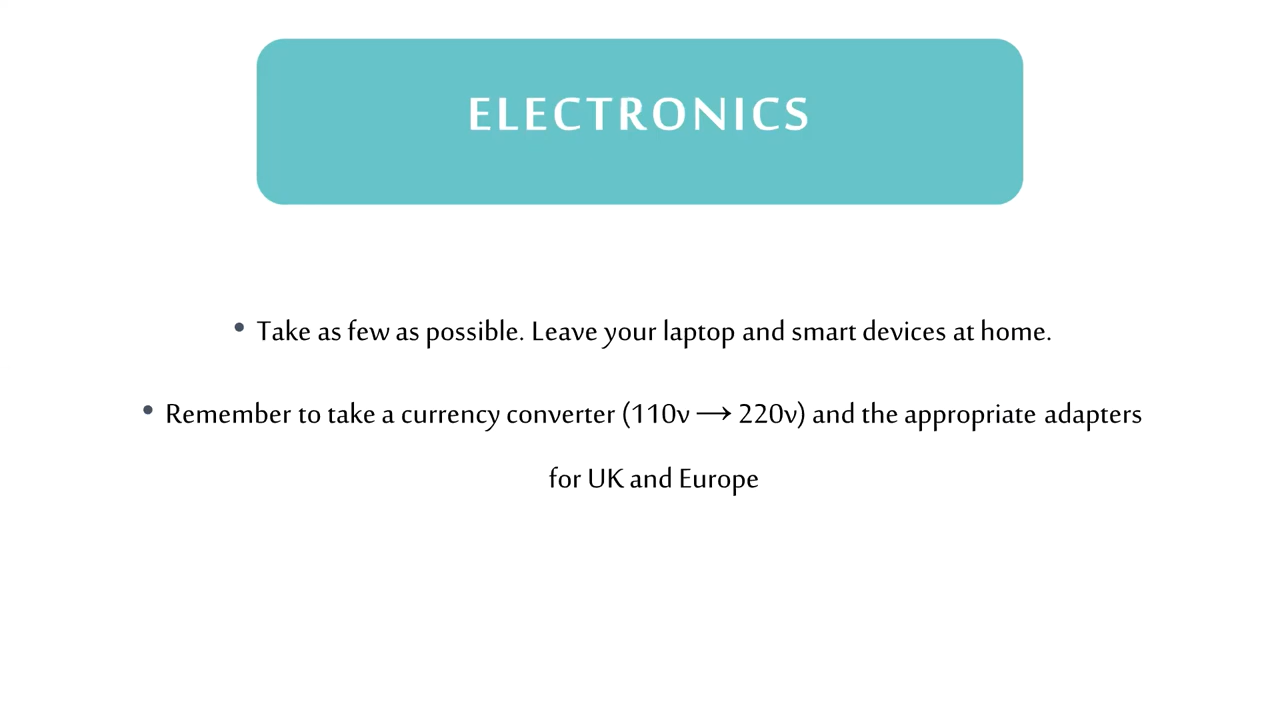 ELECTRONICS
• Take as few as possible. Leave your laptop and smart devices at home.
• Remember to take a currency converter (110v ⟶ 220v) and the appropriate adapters
for UK and Europe